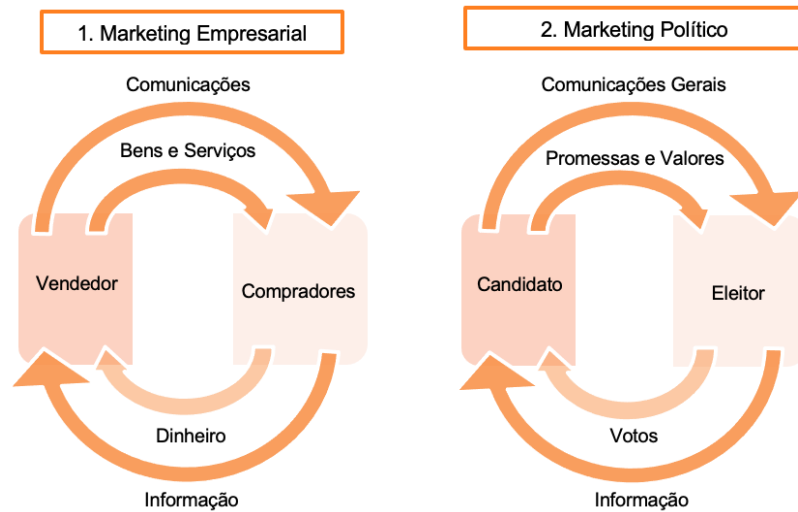 1. Marketing Empresarial
Comunicações
Bens e Serviços
Vendedor
Compradores
Dinheiro
Informação
2. Marketing Político
Comunicações Gerais
Promessas e Valores
Candidato
Eleitor
Votos
Informação